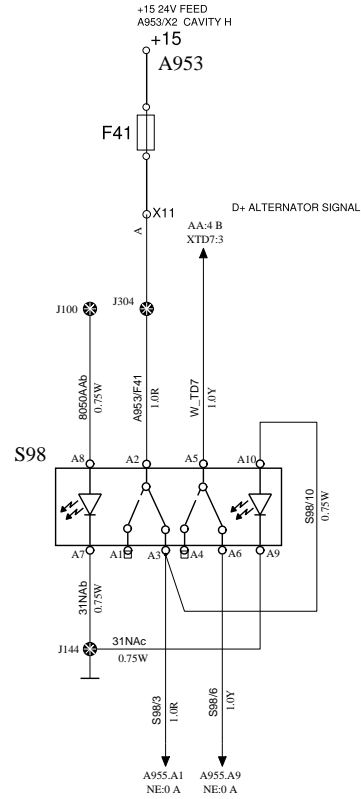 +15 24V FEED
A953/X2 CAVITY H
+15
A953
F41
X11
A
D+ ALTERNATOR SIGNAL
AA:4 B
XTD7:3
J100
J304
8050AAb
0.75W
A953/F41
1.0R
W_TD7
1.0Y
S98
A8
A2
A5
A10
S98/10
0.75W
A7
A1
A3
A4
A6
A9
31NAb
0.75W
J144
31NAc
0.75W
S98/3
1.0R
S98/6
1.0Y
A955.A1
NE:0 A
A955.A9
NE:0 A